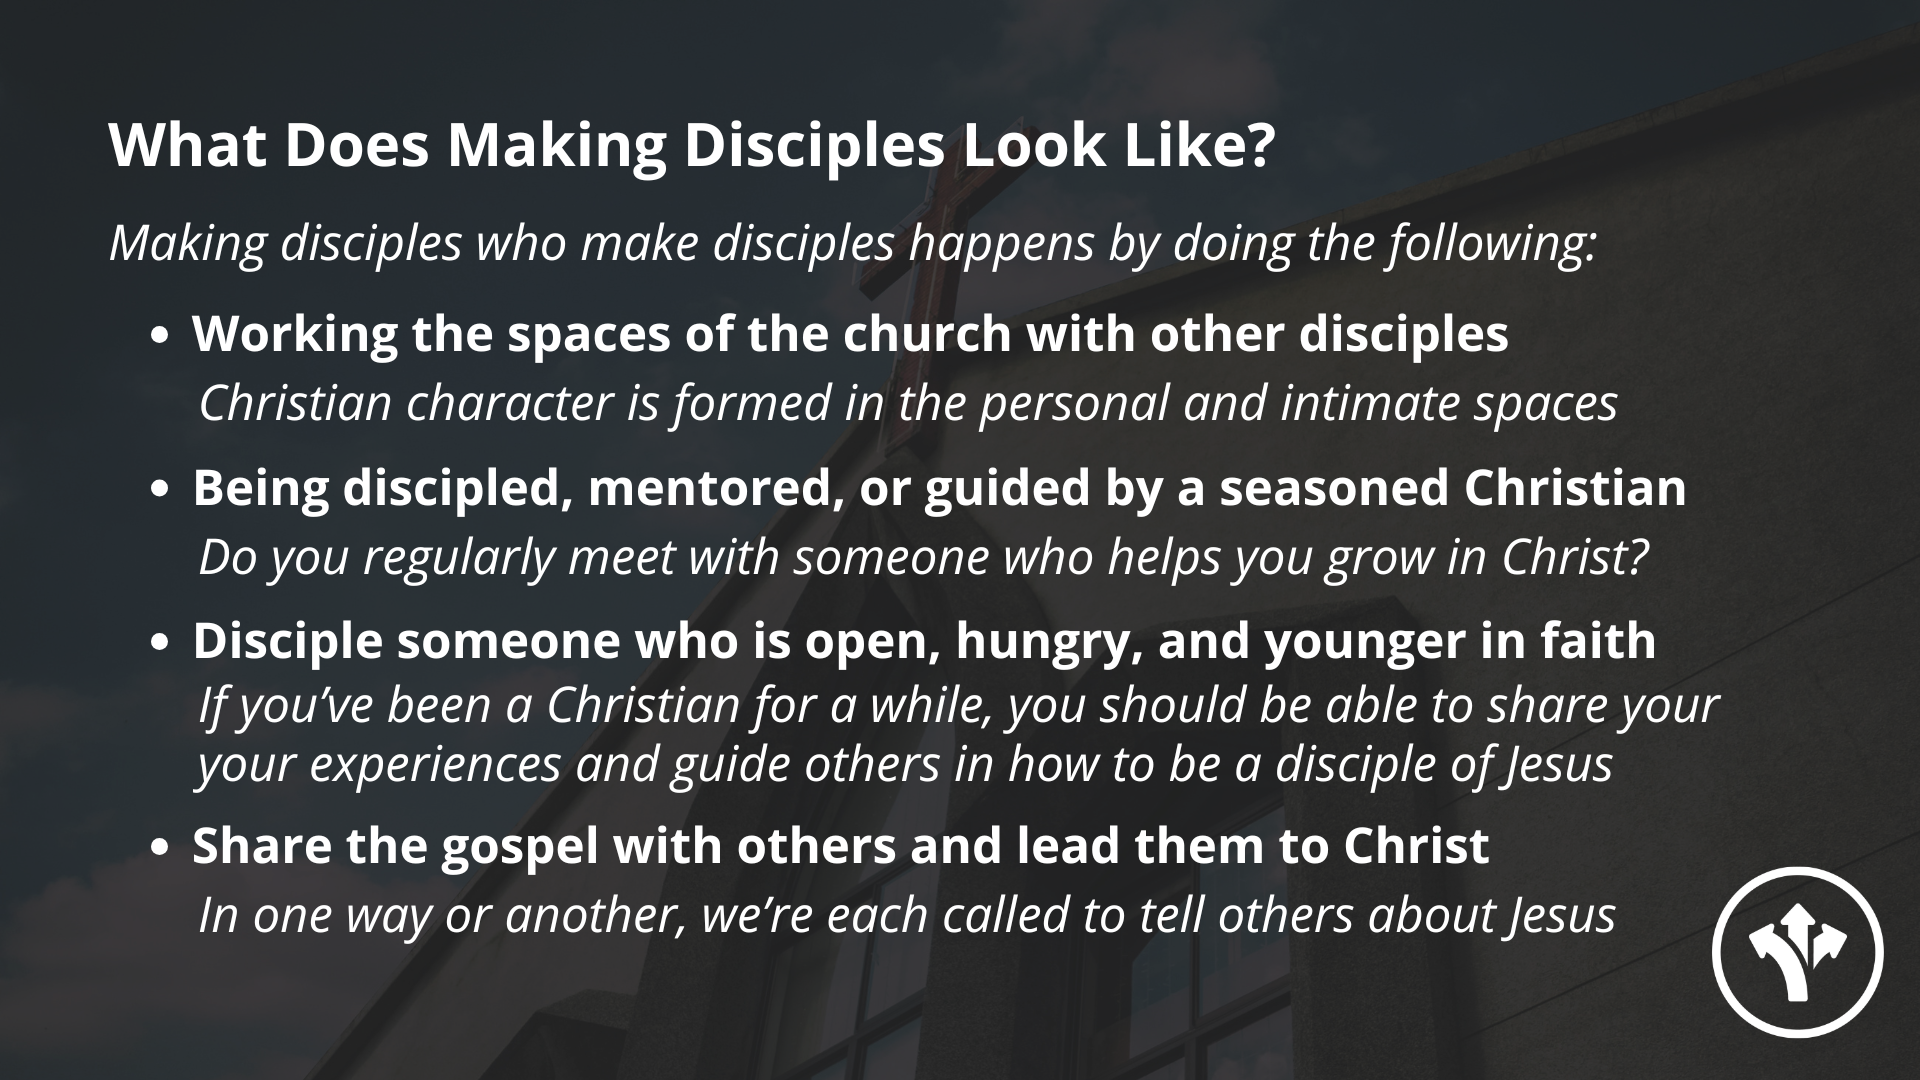 What Does Making Disciples Look Like?
Making disciples who make disciples happens by doing the following:
• Working the spaces of the church with other disciples
Christian character is formed in the personal and intimate spaces
• Being discipled, mentored, or guided by a seasoned Christian
Do you regularly meet with someone who helps you grow in Christ?
• Disciple someone who is open, hungry, and younger in faith
If you’ve been a Christian for a while, you should be able to share your
your experiences and guide others in how to be a disciple of Jesus
• Share the gospel with others and lead them to Christ
In one way or another, we’re each called to tell others about Jesus